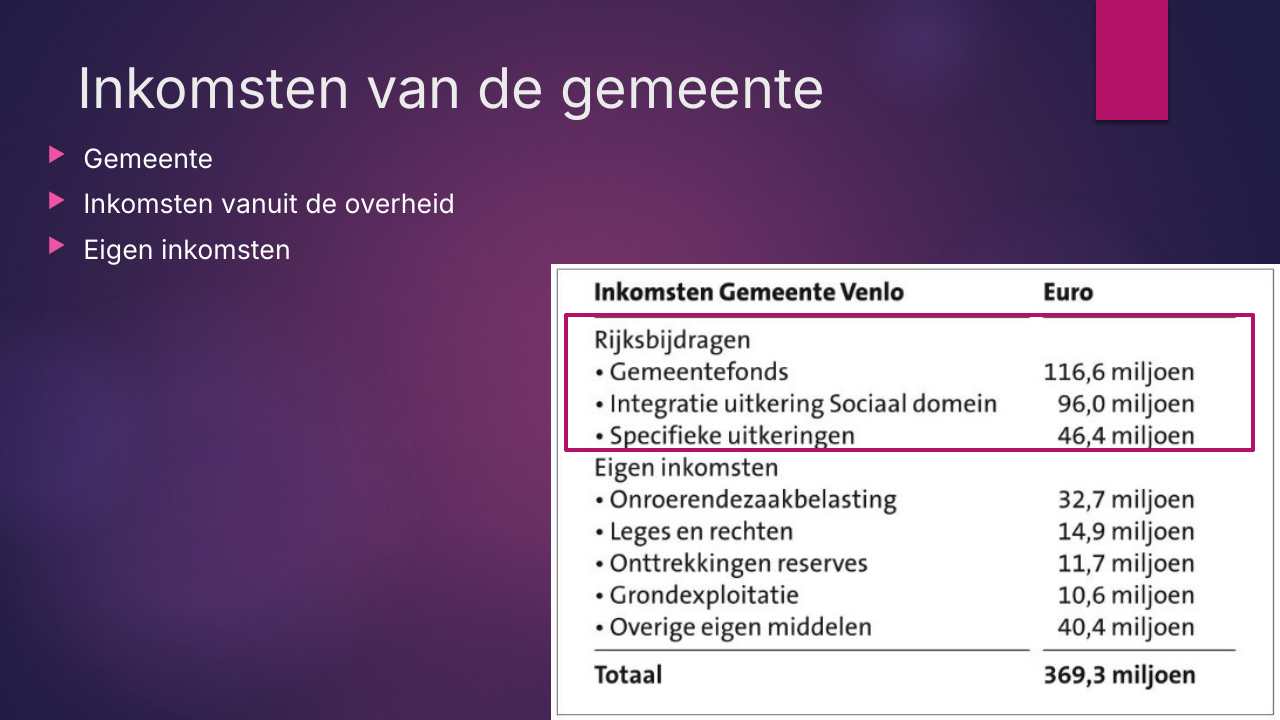 Inkomsten van de gemeente
Gemeente
Inkomsten vanuit de overheid
Eigen inkomsten
Inkomsten Gemeente Venlo Euro
Rijksbijdragen
• Gemeentefonds 116,6 miljoen
• Integratie uitkering Sociaal domein 96,0 miljoen
• Specifieke uitkeringen 46,4 miljoen
Eigen inkomsten
• Onroerendezaakbelasting 32,7 miljoen
• Leges en rechten 14,9 miljoen
• Onttrekkingen reserves 11,7 miljoen
• Grondexploitatie 10,6 miljoen
• Overige eigen middelen 40,4 miljoen
Totaal 369,3 miljoen